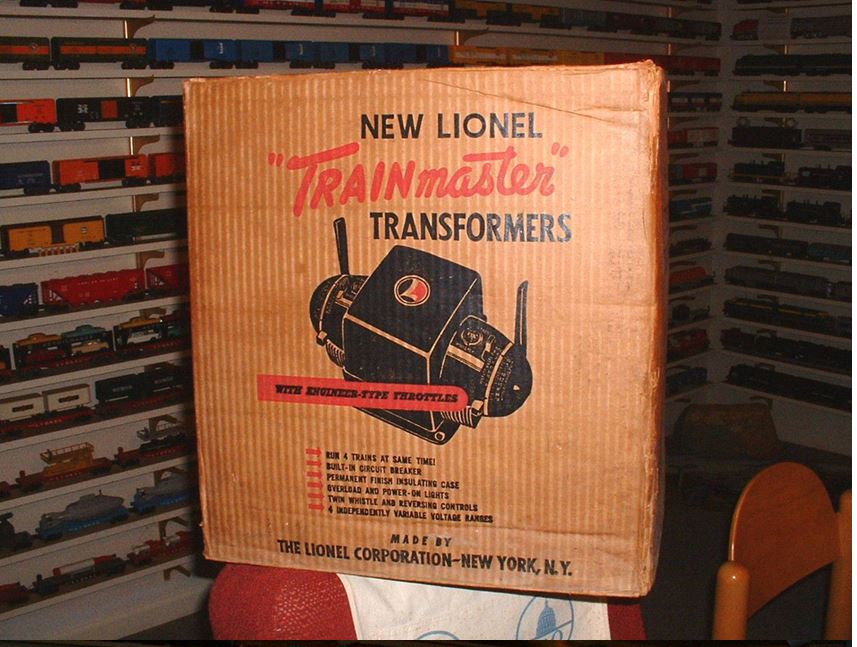 NEW LIONEL
"TRAINmaster"
TRANSFORMERS
WITH ENGINEER-TYPE THROTTLES
RUN 4 TRAINS AT SAME TIME!
BUILT-IN CIRCUIT BREAKER
PERMANENT FINISH INSULATING CASE
OVERLOAD AND POWER-ON LIGHTS
TWIN WHISTLE AND REVERSING CONTROLS
4 INDEPENDENTLY VARIABLE VOLTAGE RANGES
MADE BY
THE LIONEL CORPORATION~NEW YORK, N.Y.